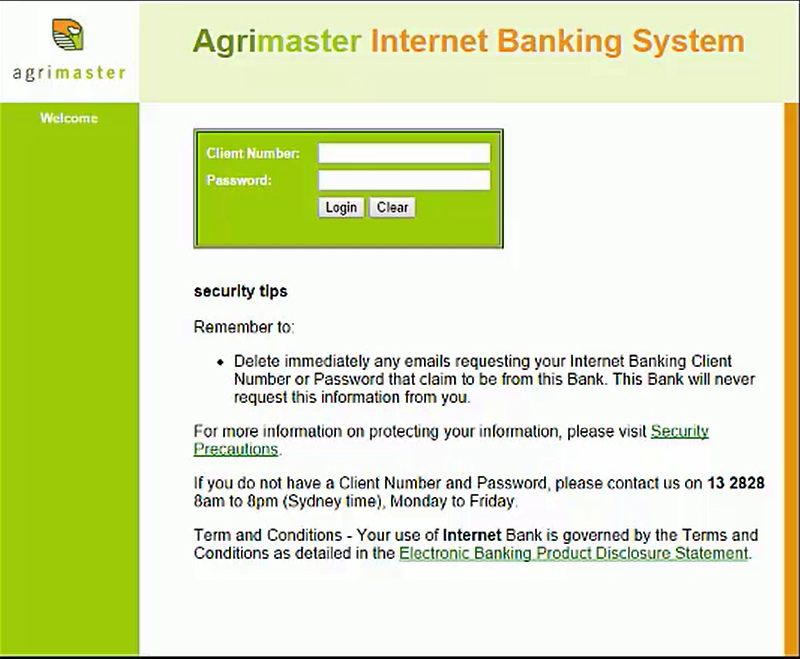 agrimaster
Agrimaster Internet Banking System
Welcome
Client Number:
Password:
Login Clear
security tips
Remember to:
• Delete immediately any emails requesting your Internet Banking Client
Number or Password that claim to be from this Bank. This Bank will never
request this information from you.
For more information on protecting your information, please visit Security
Precautions.
If you do not have a Client Number and Password, please contact us on 13 2828
8am to 8pm (Sydney time), Monday to Friday.
Term and Conditions - Your use of Internet Bank is governed by the Terms and
Conditions as detailed in the Electronic Banking Product Disclosure Statement.